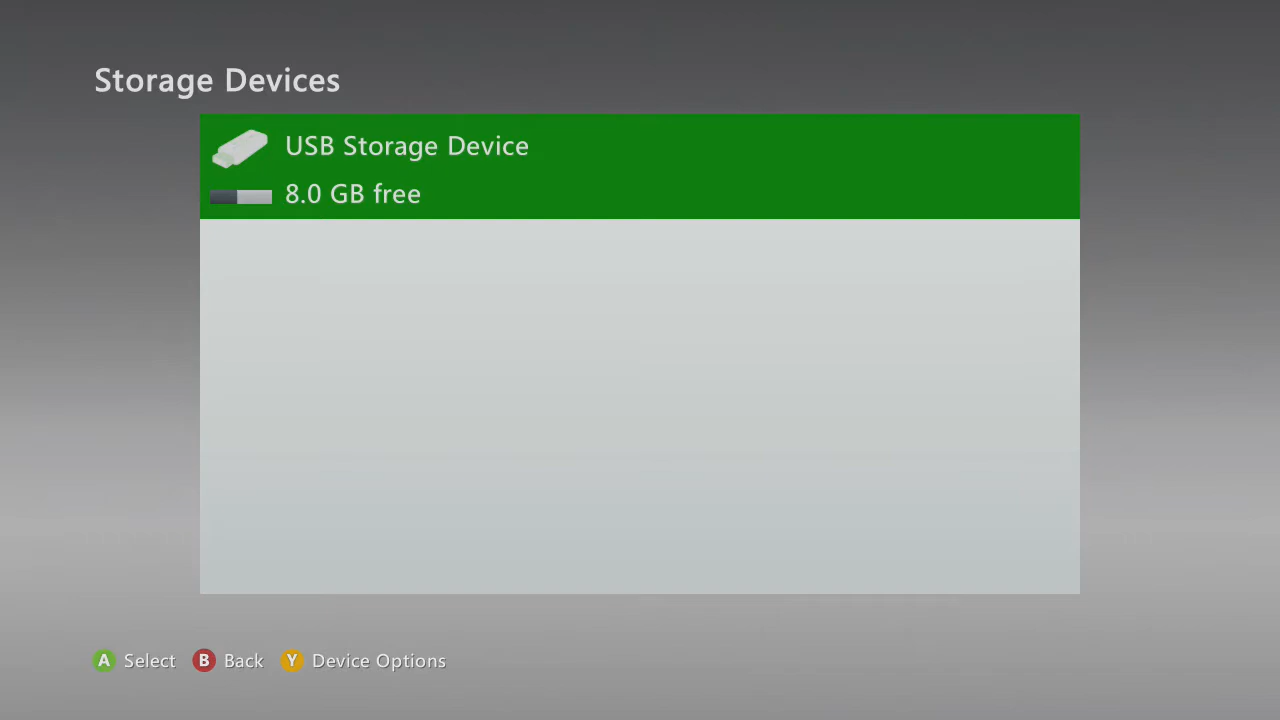 Storage Devices
USB Storage Device
8.0 GB free
A Select B Back Y Device Options